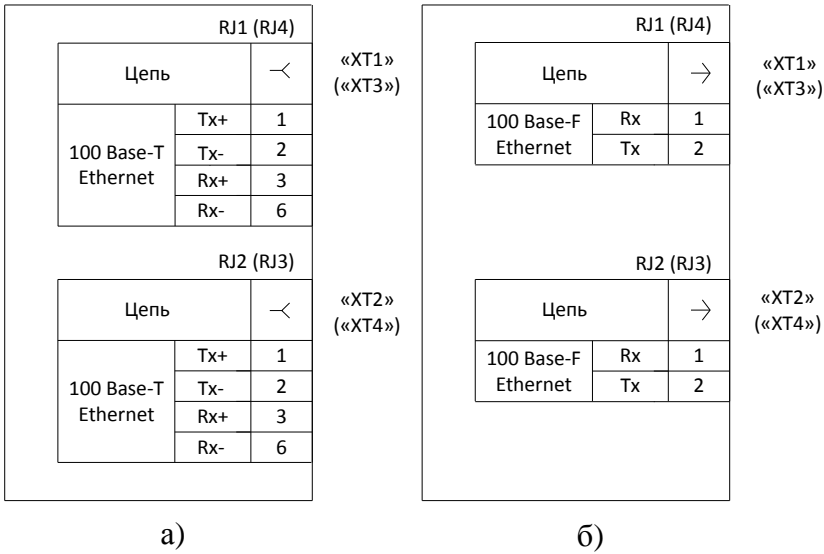 RJ1 (RJ4)
Цепь
«XT1»
(«XT3»)
100 Base-T
Ethernet
Tx+ 1
Tx- 2
Rx+ 3
Rx- 6
RJ2 (RJ3)
Цепь
«XT2»
(«XT4»)
100 Base-T
Ethernet
Tx+ 1
Tx- 2
Rx+ 3
Rx- 6
а)
RJ1 (RJ4)
Цепь
«XT1»
(«XT3»)
100 Base-F
Ethernet
Rx 1
Tx 2
RJ2 (RJ3)
Цепь
«XT2»
(«XT4»)
100 Base-F
Ethernet
Rx 1
Tx 2
б)